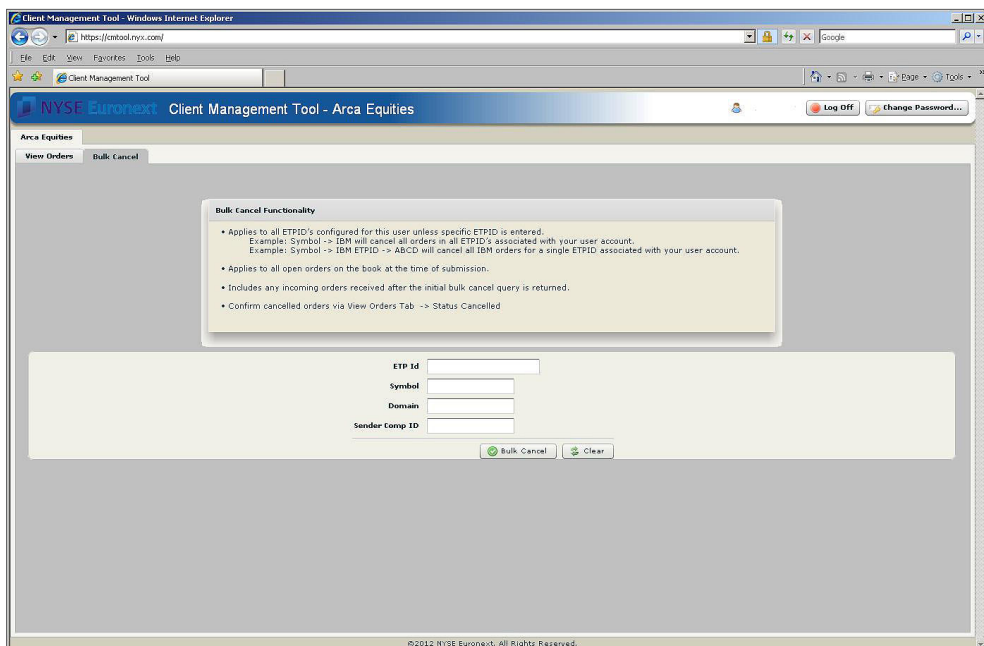 Client Management Tool - Windows Internet Explorer
https://cmtool.nyx.com/
Google
File Edit View Favorites Tools Help
Client Management Tool
Page Tools
NYSE Euronext Client Management Tool - Arca Equities
Log Off
Change Password...
Arca Equities
View Orders
Bulk Cancel
Bulk Cancel Functionality
• Applies to all ETPID's configured for this user unless specific ETPID is entered.
Example: Symbol -> IBM will cancel all orders in all ETPID's associated with your user account.
Example: Symbol -> IBM ETPID -> ABCD will cancel all IBM orders for a single ETPID associated with your user account.
• Applies to all open orders on the book at the time of submission.
• Includes any incoming orders received after the initial bulk cancel query is returned.
• Confirm cancelled orders via View Orders Tab -> Status Cancelled
ETP Id
Symbol
Domain
Sender Comp ID
Bulk Cancel
Clear
©2012 NYSE Euronext. All Rights Reserved.